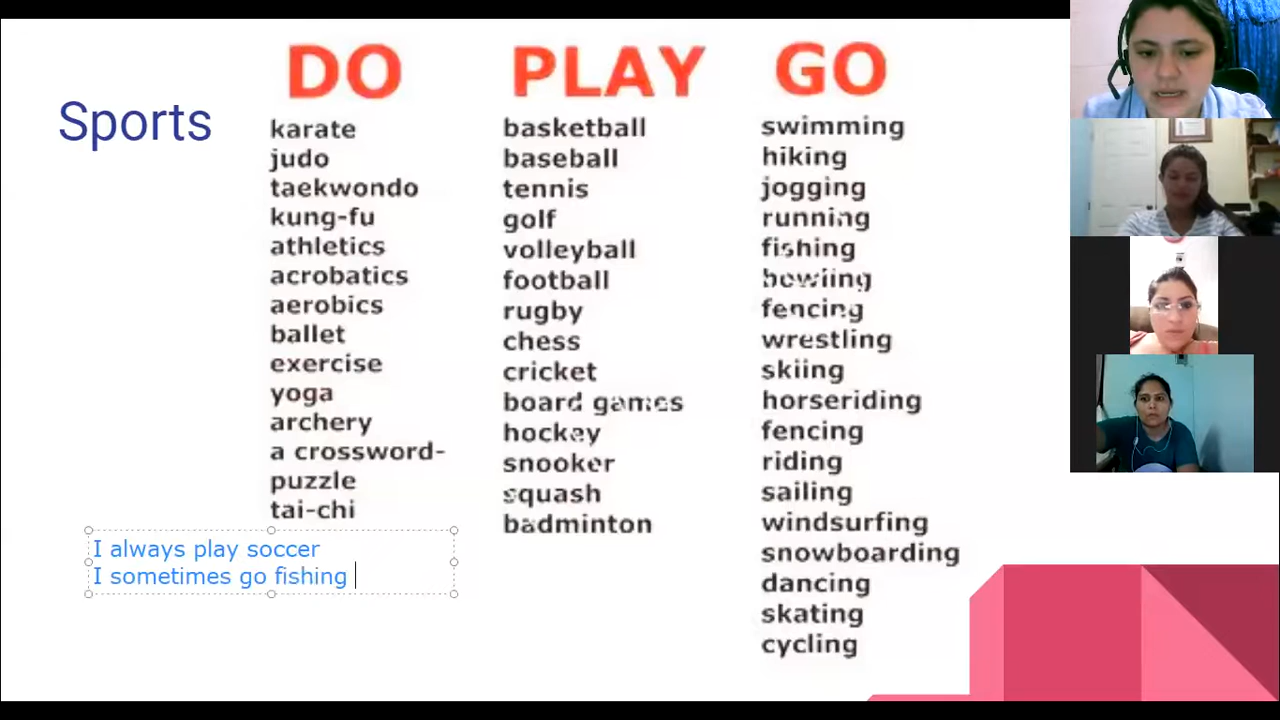 Sports
DO
karate
judo
taekwondo
kung-fu
athletics
acrobatics
aerobics
ballet
exercise
yoga
archery
a crossword-
puzzle
tai-chi
PLAY
basketball
baseball
tennis
golf
volleyball
football
rugby
chess
cricket
board games
hockey
snooker
squash
badminton
GO
swimming
hiking
jogging
running
fishing
bowling
fencing
wrestling
skiing
horseriding
fencing
riding
sailing
windsurfing
snowboarding
dancing
skating
cycling
I always play soccer
I sometimes go fishing